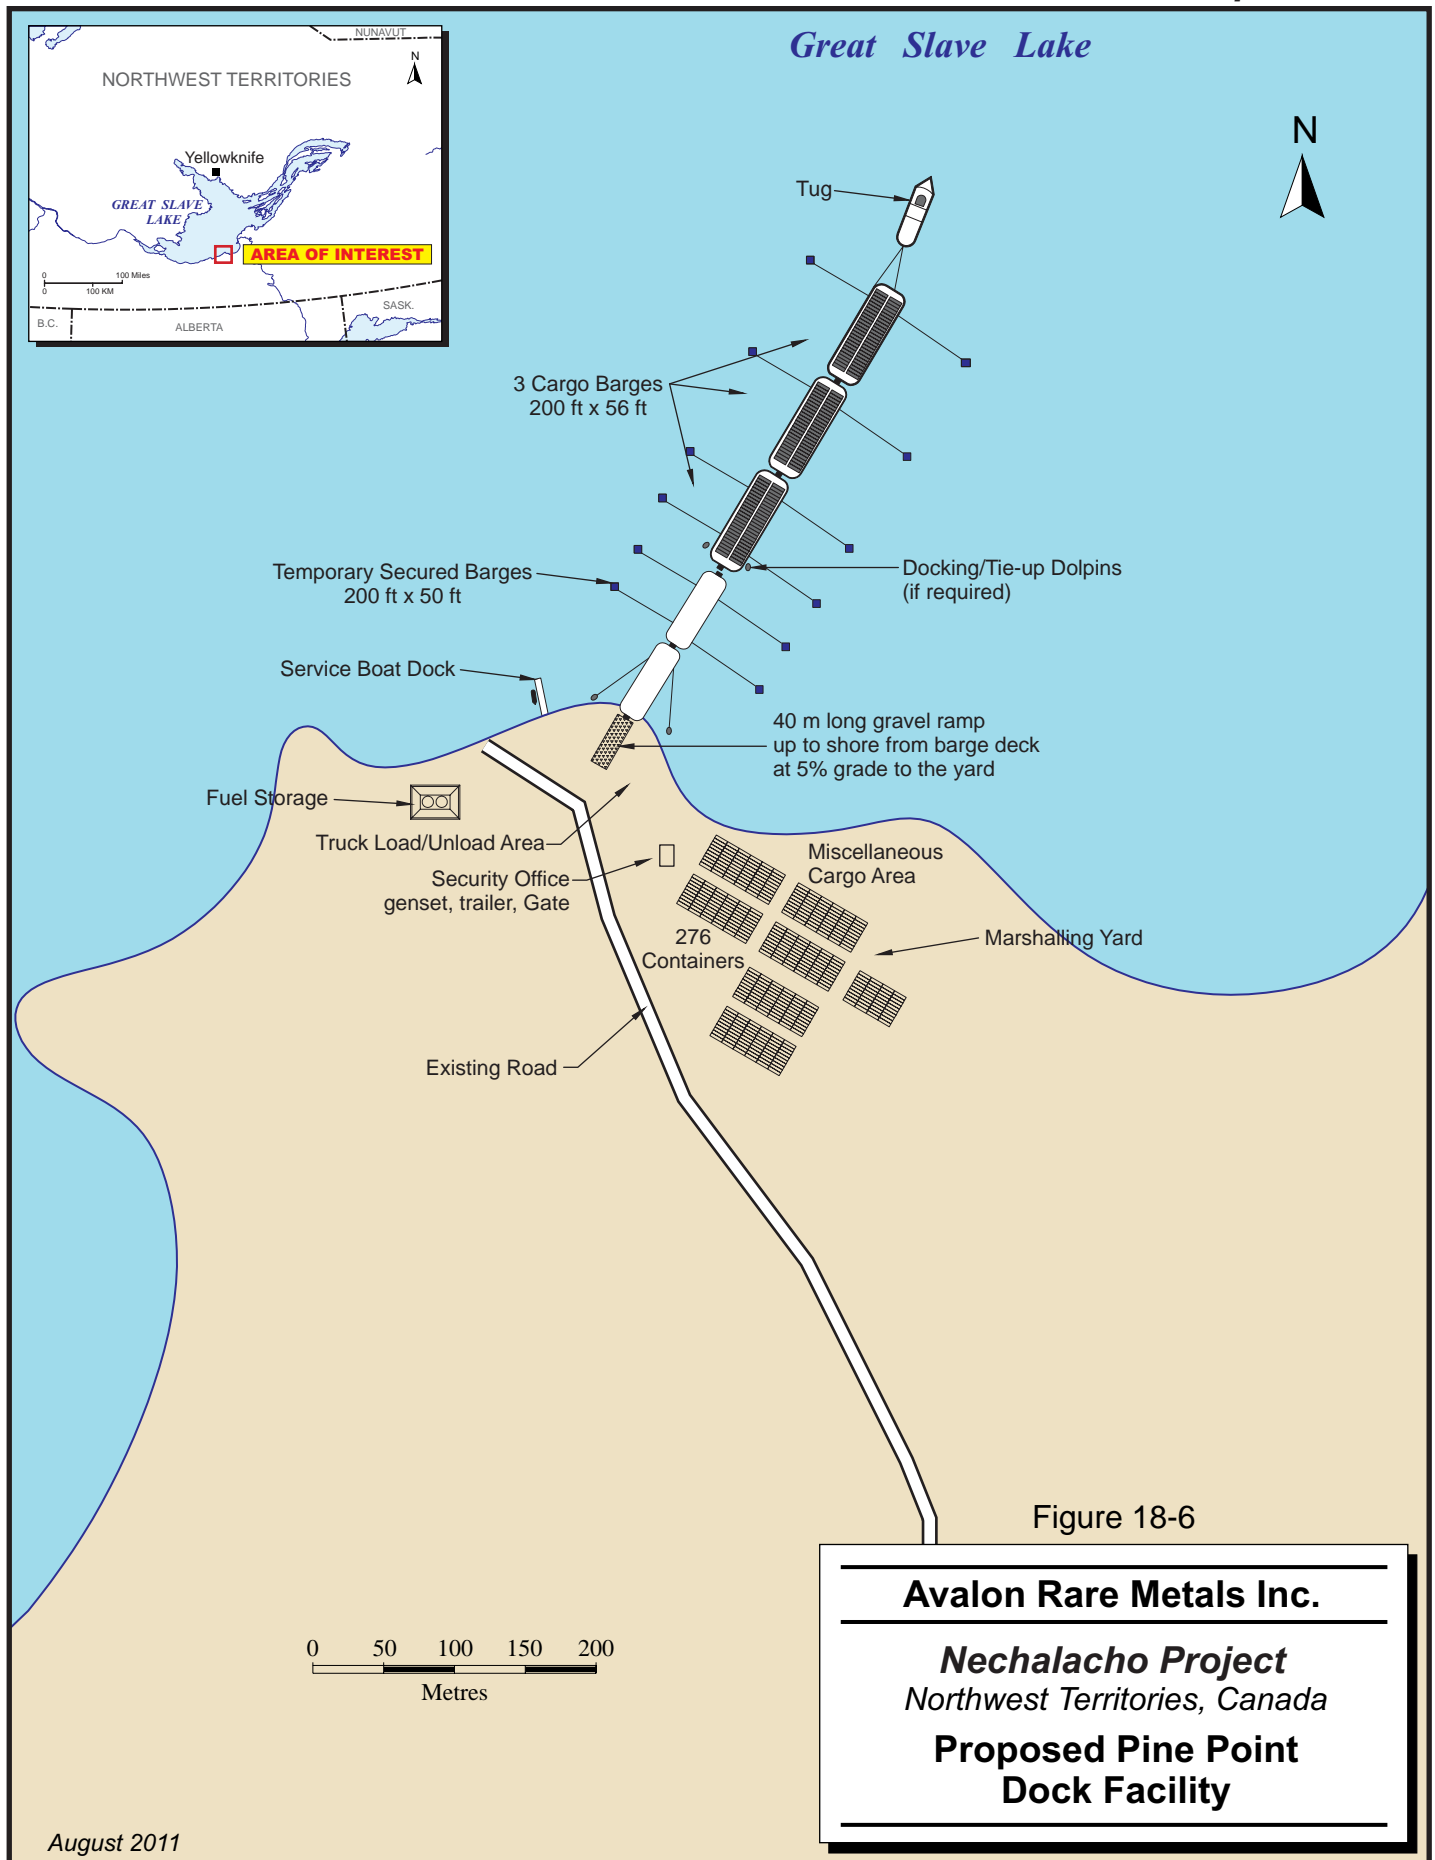 Great Slave Lake
NUNAVUT
N
NORTHWEST TERRITORIES
Yellowknife
GREAT SLAVE
LAKE
AREA OF INTEREST
0 100 Miles
0 100 KM
SASK.
B.C.
ALBERTA
N
Tug
3 Cargo Barges
200 ft x 56 ft
Temporary Secured Barges
200 ft x 50 ft
Docking/Tie-up Dolpins
(if required)
Service Boat Dock
40 m long gravel ramp
up to shore from barge deck
at 5% grade to the yard
Fuel Storage
Truck Load/Unload Area
Miscellaneous
Cargo Area
Security Office
genset, trailer, Gate
276
Containers
Marshalling Yard
Existing Road
Figure 18-6
Avalon Rare Metals Inc.
Nechalacho Project
Northwest Territories, Canada
Proposed Pine Point
Dock Facility
0 50 100 150 200
Metres
August 2011